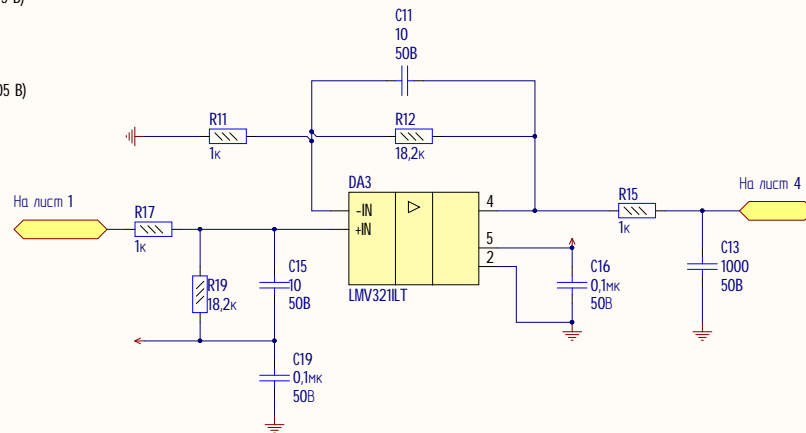 05 В)
C11
10
50В
R11
1к
R12
18,2к
DA3
-IN
+IN
4
5
2
LMV321ILT
На лист 1
R17
1к
R19
18,2к
C15
10
50В
C19
0,1мк
50В
C16
0,1мк
50В
R15
1к
На лист 4
C13
1000
50В